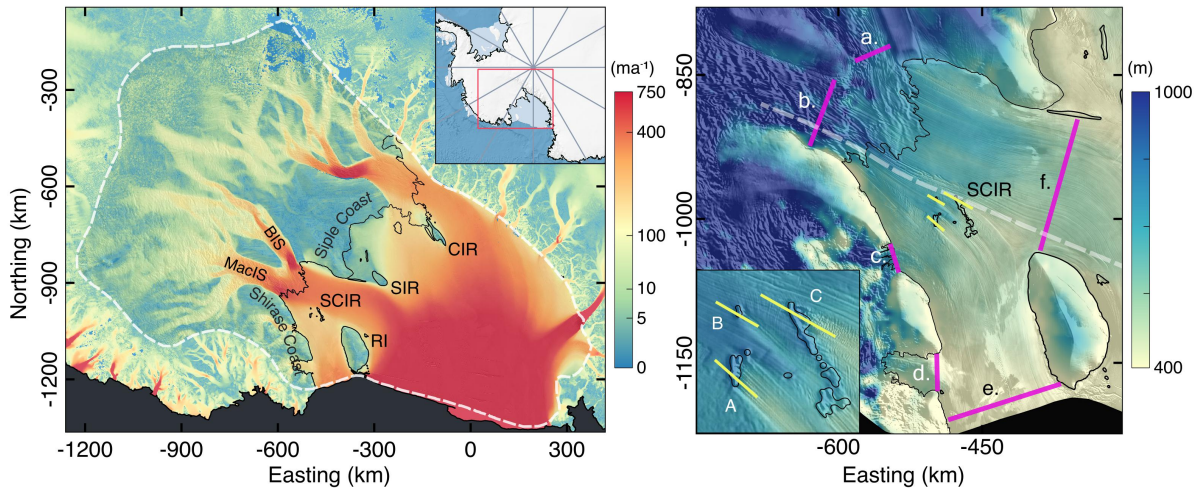 (ma⁻¹)
750
400
100
10
5
0
-300
-600
-900
-1200
Northing (km)
-1200
-900
-600
-300
0
300
Easting (km)
BIS
MacIS
Siple Coast
Shirase Coast
SCIR
SIR
CIR
RI
(m)
1000
400
-850
-1000
-1150
-600
-450
Easting (km)
a.
b.
c.
d.
e.
f.
SCIR
A
B
C